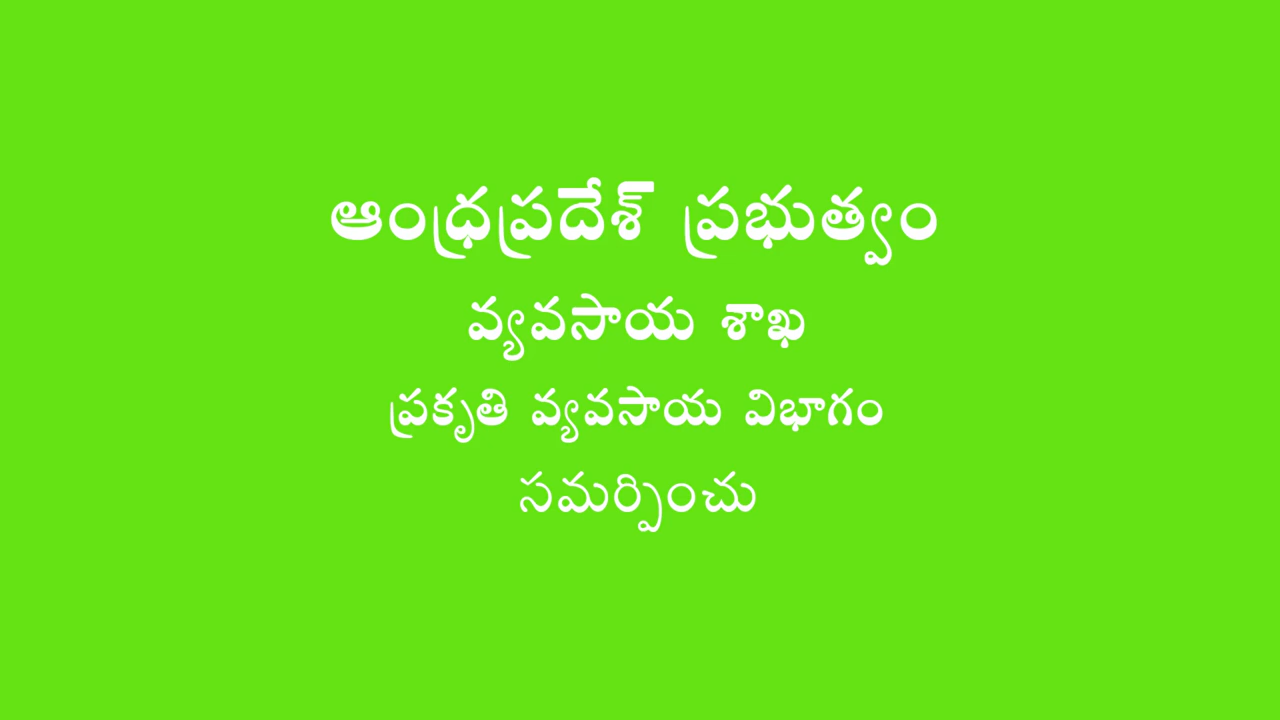 ఆంధ్రప్రదేశ్ ప్రభుత్వం
వ్యవసాయ శాఖ
ప్రకృతి వ్యవసాయ విభాగం
సమర్పించు